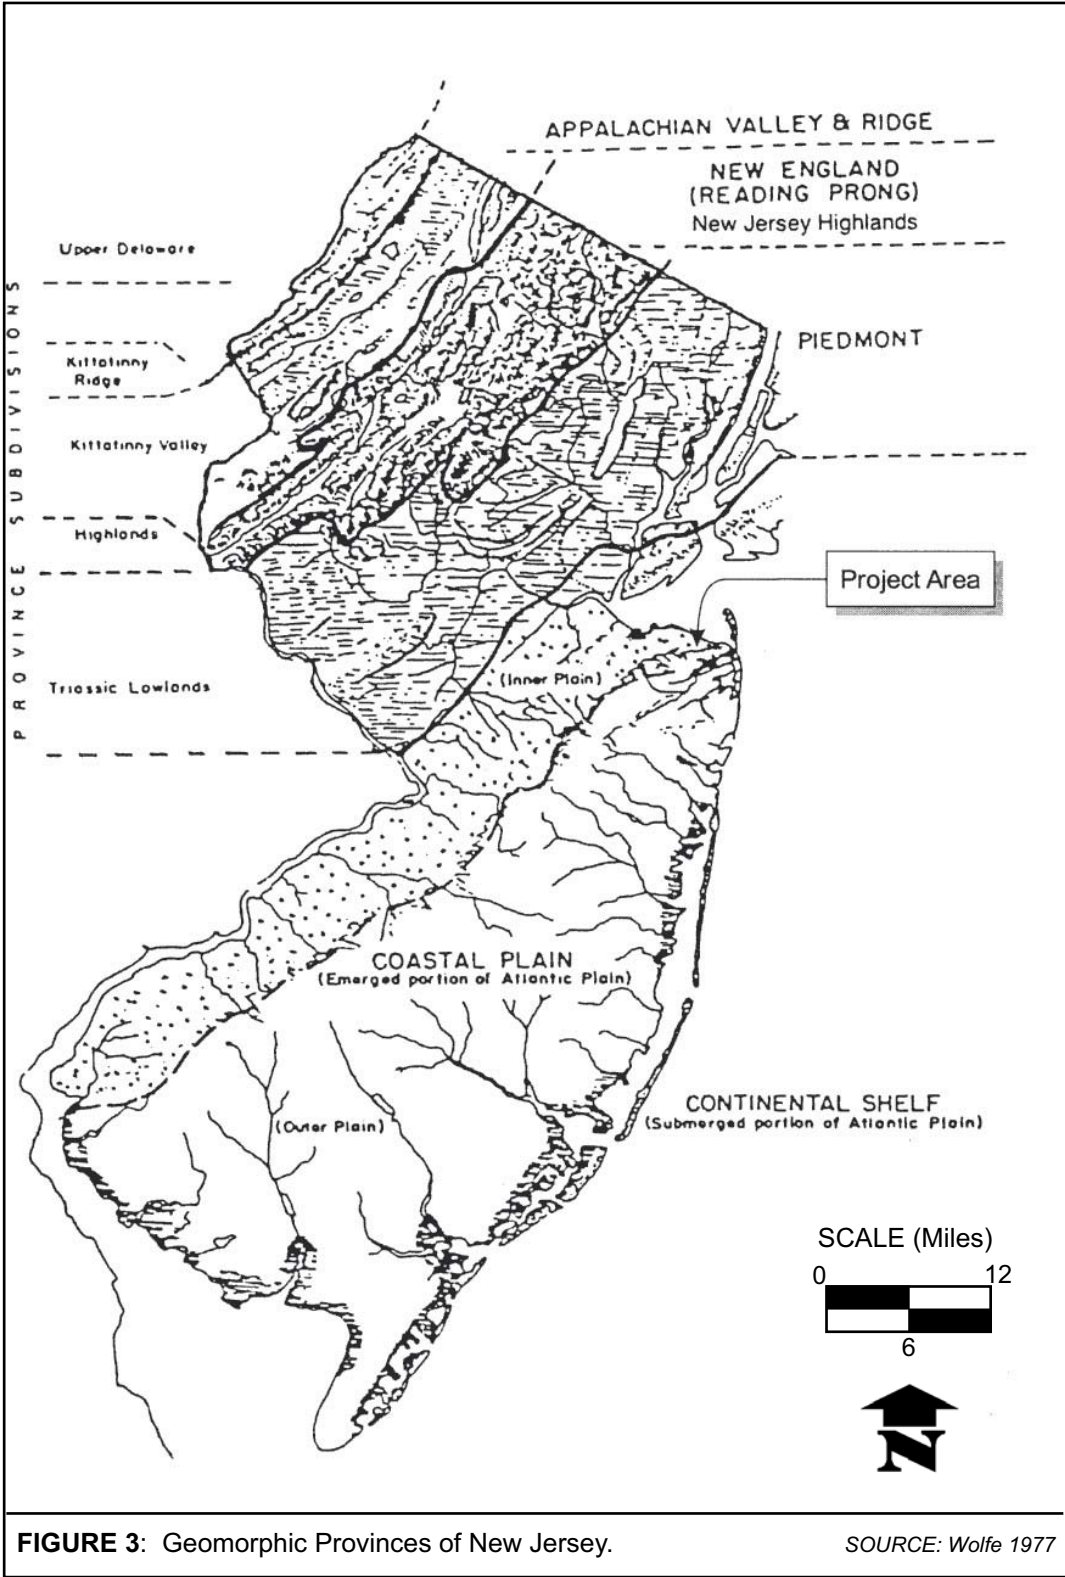 APPALACHIAN VALLEY & RIDGE
NEW ENGLAND
(READING PRONG)
New Jersey Highlands
PIEDMONT
PROVINCE SUBDIVISIONS
Upper Delaware
Kittatinny
Ridge
Kittatinny Valley
Highlands
Triassic Lowlands
Project Area
(Inner Plain)
COASTAL PLAIN
(Emerged portion of Atlantic Plain)
(Outer Plain)
CONTINENTAL SHELF
(Submerged portion of Atlantic Plain)
SCALE (Miles)
0 12
6
N
FIGURE 3: Geomorphic Provinces of New Jersey.
SOURCE: Wolfe 1977